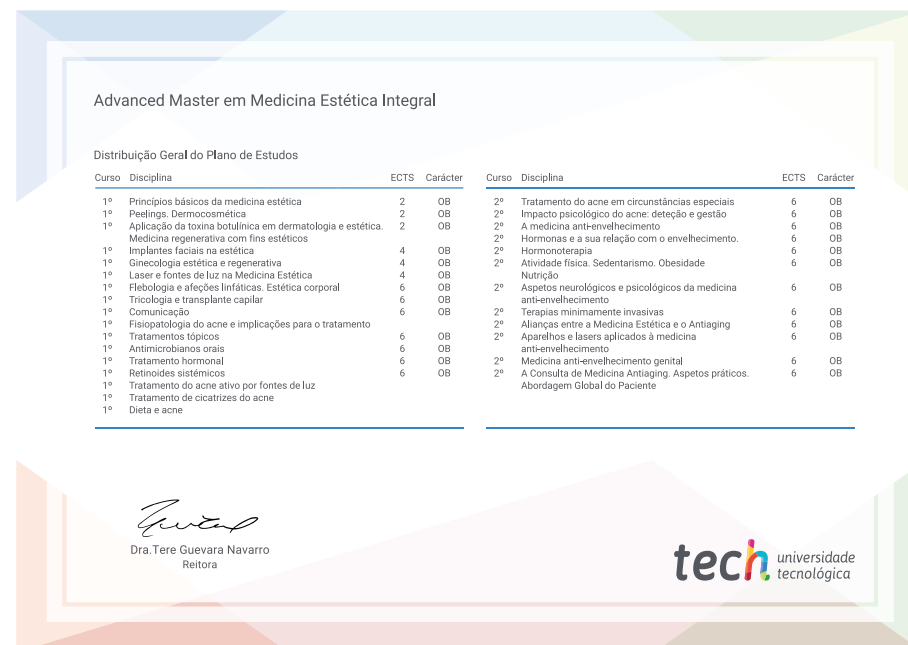 Advanced Master em Medicina Estética Integral
Distribuição Geral do Plano de Estudos
Curso Disciplina ECTS Carácter
1º Princípios básicos da medicina estética 2 OB
1º Peelings. Dermocosmética 2 OB
1º Aplicação da toxina botulínica em dermatologia e estética. 2 OB
Medicina regenerativa com fins estéticos
1º Implantes faciais na estética 4 OB
1º Ginecologia estética e regenerativa 4 OB
1º Laser e fontes de luz na Medicina Estética 4 OB
1º Flebologia e afeções linfáticas. Estética corporal 6 OB
1º Tricologia e transplante capilar 6 OB
1º Comunicação 6 OB
1º Fisiopatologia do acne e implicações para o tratamento
1º Tratamentos tópicos 6 OB
1º Antimicrobianos orais 6 OB
1º Tratamento hormonal 6 OB
1º Retinoides sistémicos 6 OB
1º Tratamento do acne ativo por fontes de luz
1º Tratamento de cicatrizes do acne
1º Dieta e acne
Curso Disciplina ECTS Carácter
2º Tratamento do acne em circunstâncias especiais 6 OB
2º Impacto psicológico do acne: deteção e gestão 6 OB
2º A medicina anti-envelhecimento 6 OB
2º Hormonas e a sua relação com o envelhecimento. 6 OB
2º Hormonoterapia 6 OB
2º Atividade física. Sedentarismo. Obesidade 6 OB
Nutrição
2º Aspetos neurológicos e psicológicos da medicina 6 OB
anti-envelhecimento
2º Terapias minimamente invasivas 6 OB
2º Alianças entre a Medicina Estética e o Antiaging 6 OB
2º Aparelhos e lasers aplicados à medicina 6 OB
anti-envelhecimento
2º Medicina anti-envelhecimento genital 6 OB
2º A Consulta de Medicina Antiaging. Aspetos práticos. 6 OB
Abordagem Global do Paciente
Dra.Tere Guevara Navarro
Reitora
tech universidade
tecnológica